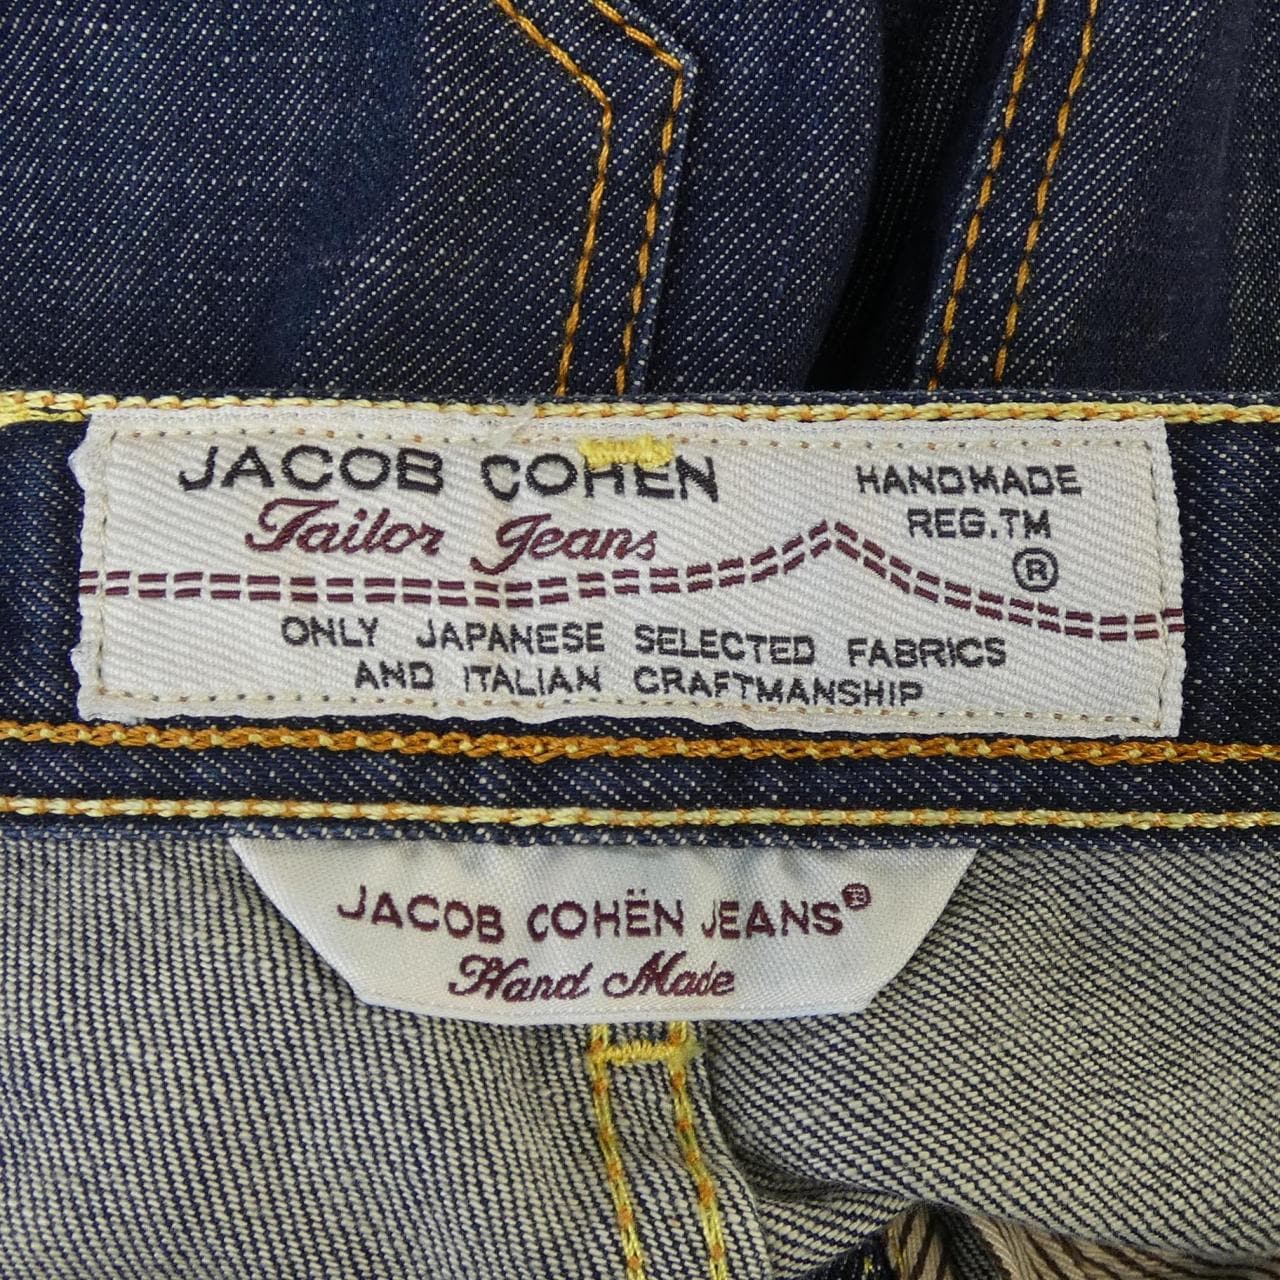 JACOB COHEN
Tailor Jeans
HANDMADE
REG.TM
®
ONLY JAPANESE SELECTED FABRICS
AND ITALIAN CRAFTMANSHIP
JACOB COHËN JEANS®
Hand Made